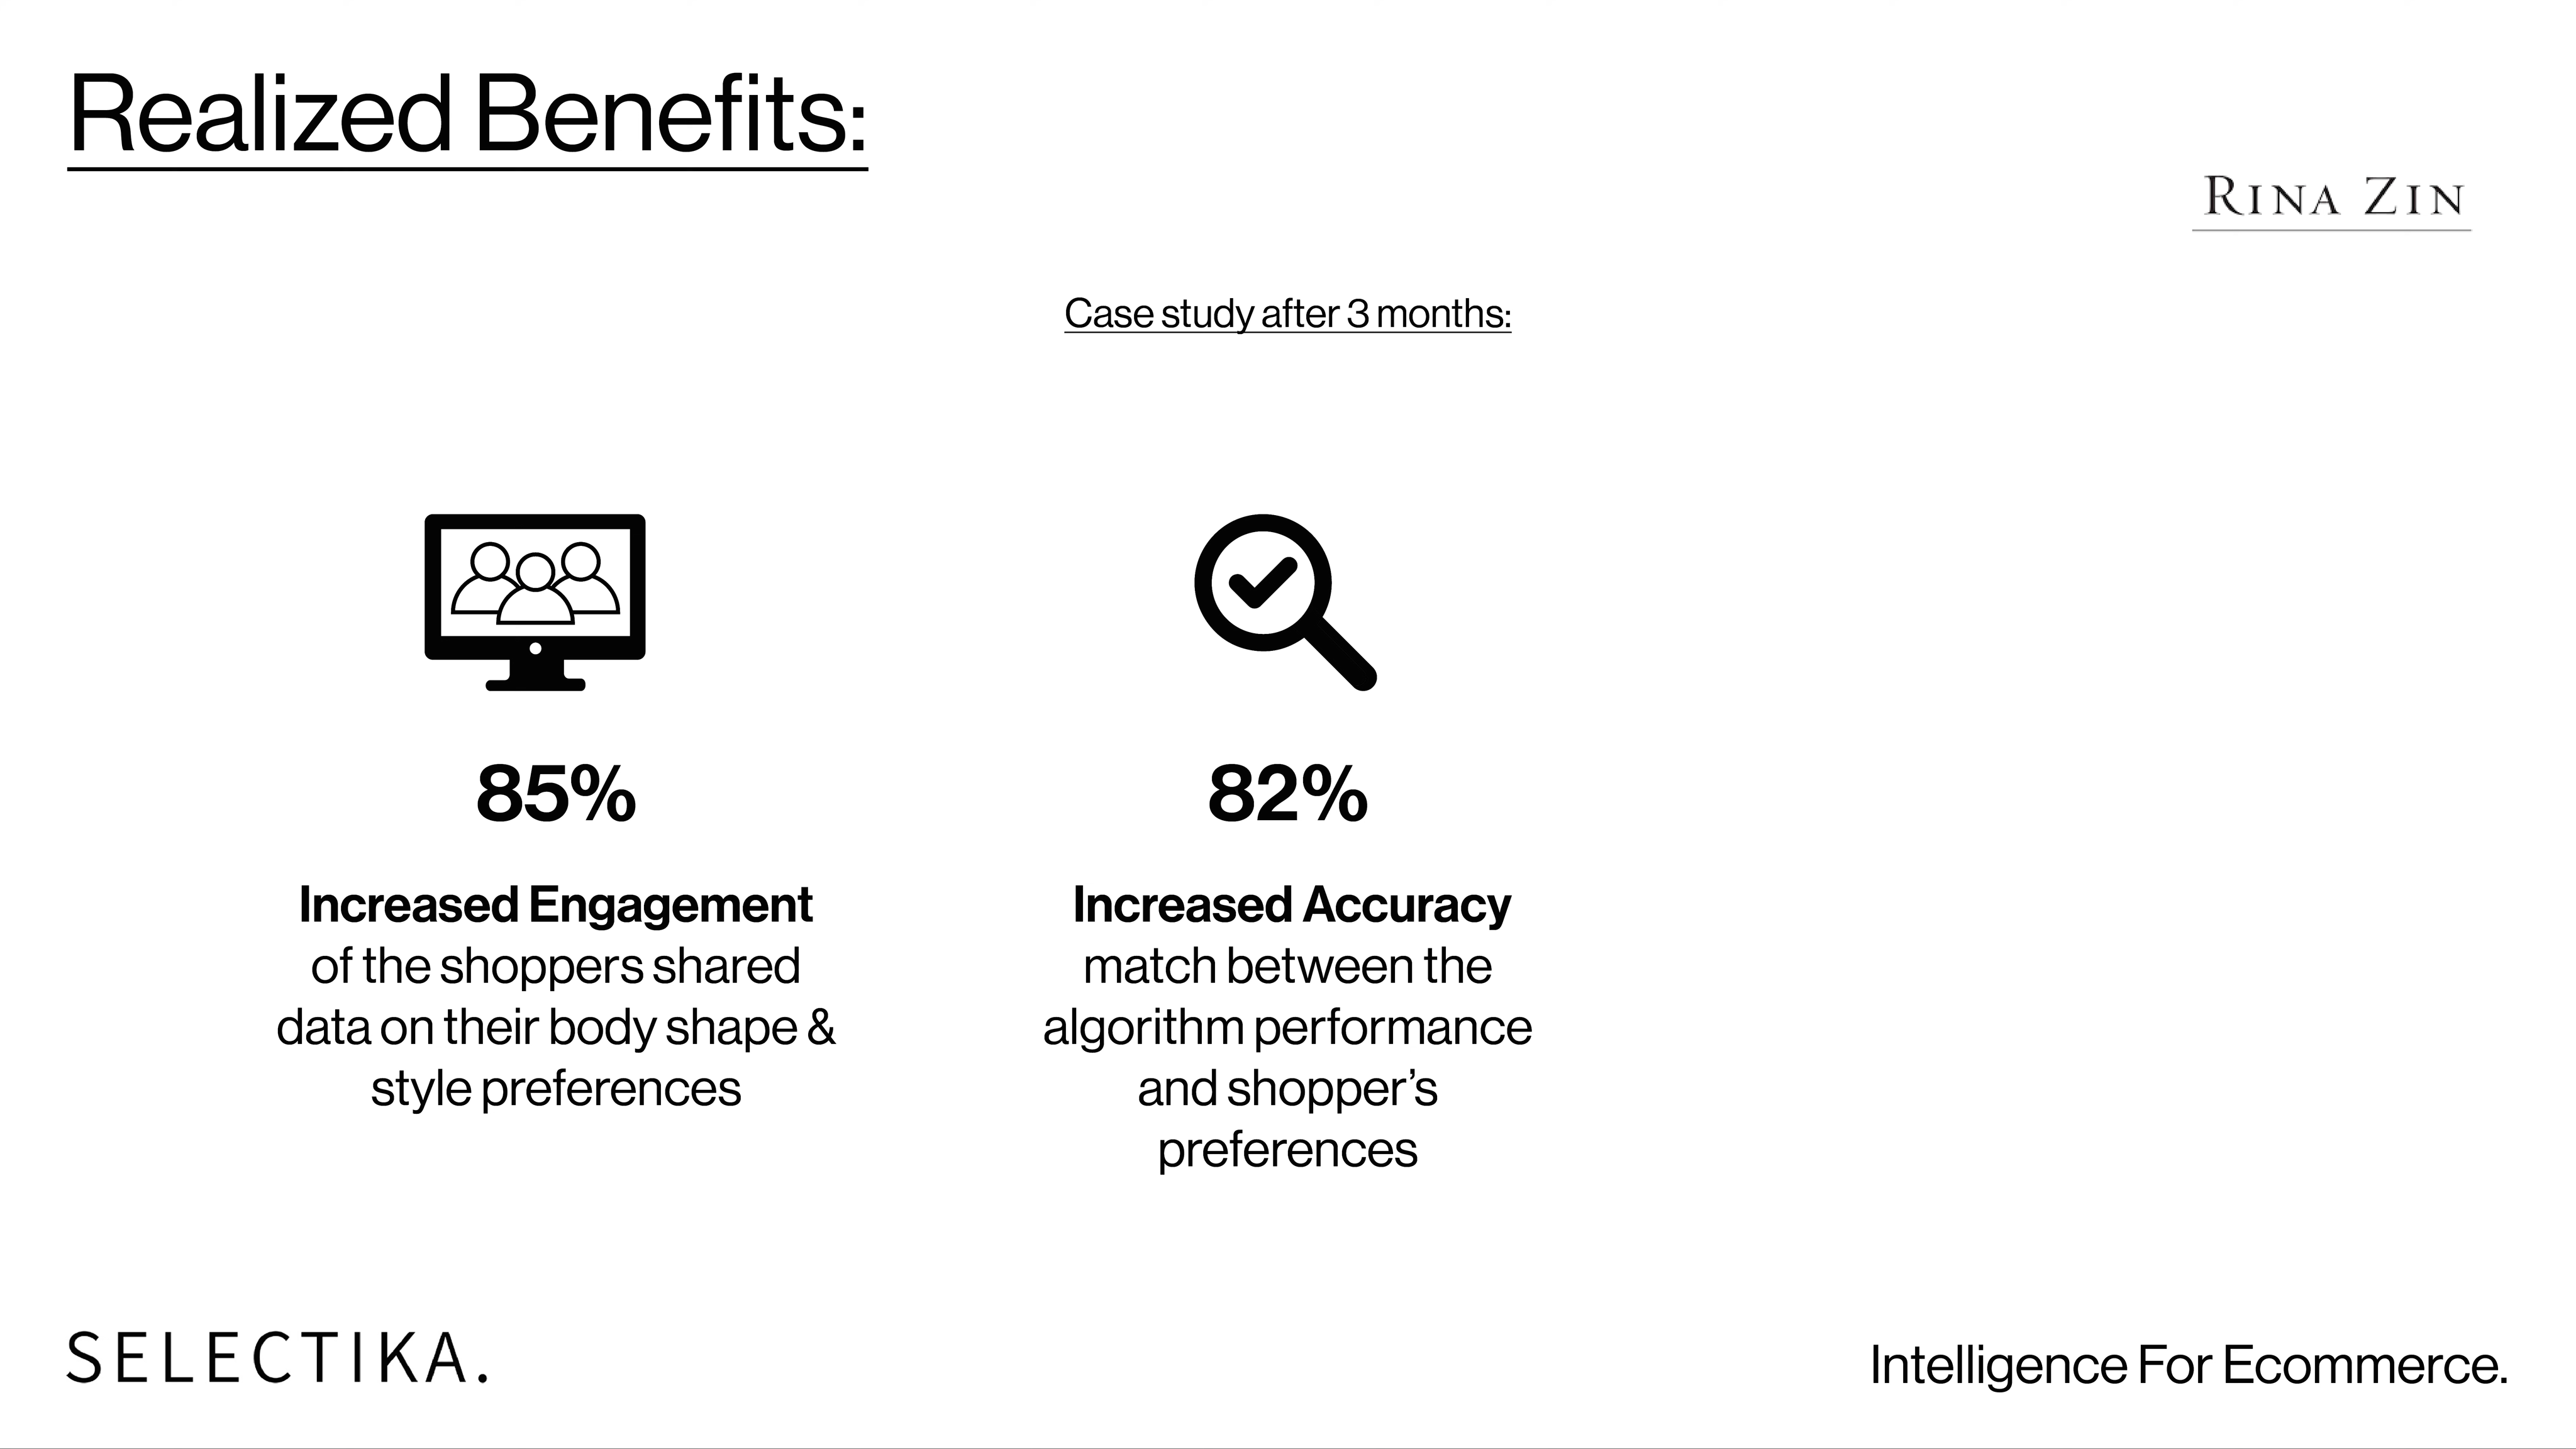 Realized Benefits:
RINA ZIN
Case study after 3 months:
85%
Increased Engagement
of the shoppers shared
data on their body shape &
style preferences
82%
Increased Accuracy
match between the
algorithm performance
and shopper’s
preferences
SELECTIKA.
Intelligence For Ecommerce.